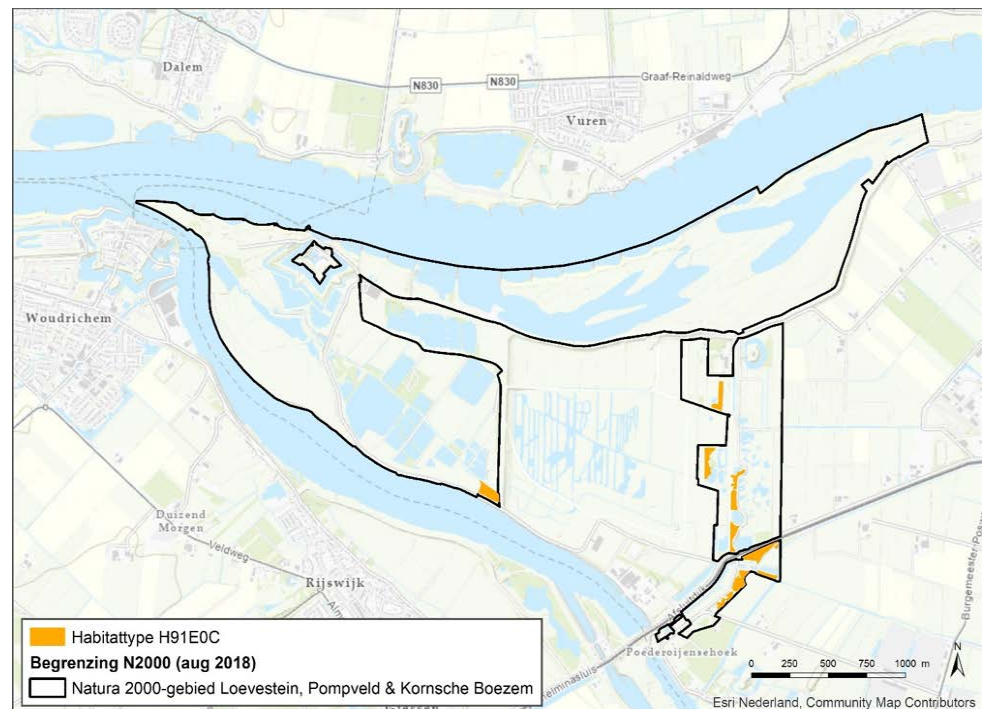 Dalem
N830
N830
Graaf Reinaldweg
Vuren
Woudrichem
Duizend
Morgen
Veldweg
Rijswijk
Afsluitdijk
Poederoijensehoek
Habitattype H91E0C
Begrenzing N2000 (aug 2018)
Natura 2000-gebied Loevestein, Pompveld & Kornsche Boezem
N
0 250 500 750 1000 m
Esri Nederland, Community Map Contributors